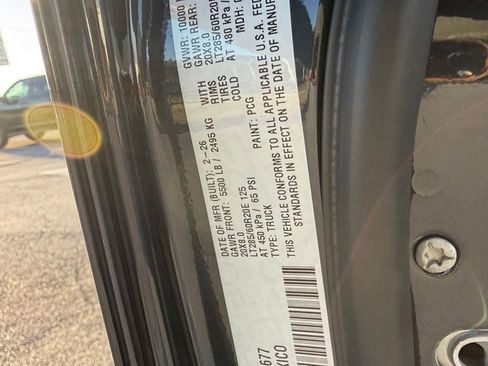 DATE OF MFR (BUILT): 2-26 GVWR: 10000
GAWR FRONT: 5500 LB / 2495 KG WITH GAWR REAR:
20X8.0 RIMS 20X8.0
LT285/60R20E 125 TIRES LT285/60R20
AT 450 kPa / 65 PSI COLD AT 480 kPa /
TYPE: TRUCK PAINT: PCG MDH:
THIS VEHICLE CONFORMS TO ALL APPLICABLE U.S.A. FED
STANDARDS IN EFFECT ON THE DATE OF MANUF
677
XICO